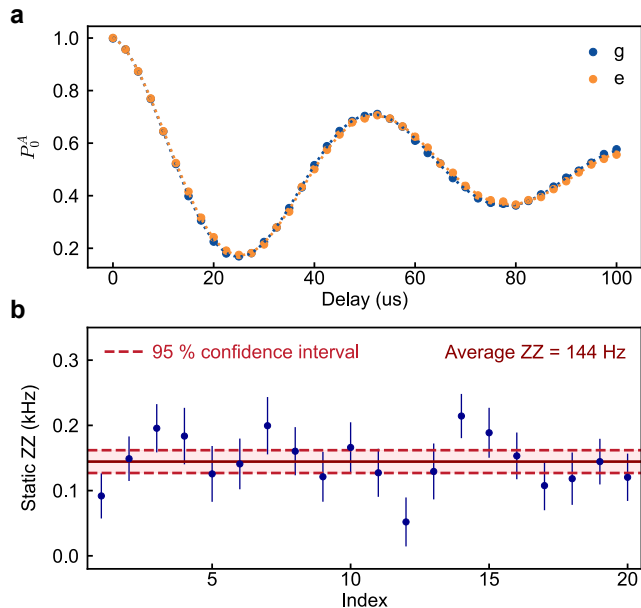 a
1.0
0.8
0.6
0.4
0.2
P₀ᴬ
g
e
0 20 40 60 80 100
Delay (us)
b
0.3
0.2
0.1
0.0
Static ZZ (kHz)
95 % confidence interval
Average ZZ = 144 Hz
5 10 15 20
Index